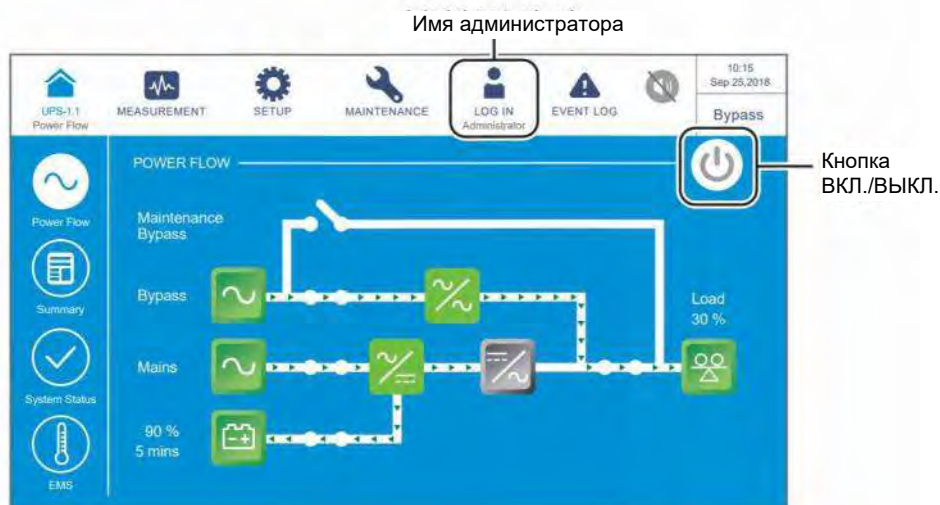 Имя администратора
10:15
Sep 25,2018
UPS-1.1
Power Flow
MEASUREMENT
SETUP
MAINTENANCE
LOG IN
Administrator
EVENT LOG
Bypass
POWER FLOW
Кнопка
ВКЛ./ВЫКЛ.
Power Flow
Maintenance
Bypass
Summary
Bypass
Load
30 %
Mains
System Status
90 %
5 mins
EMS